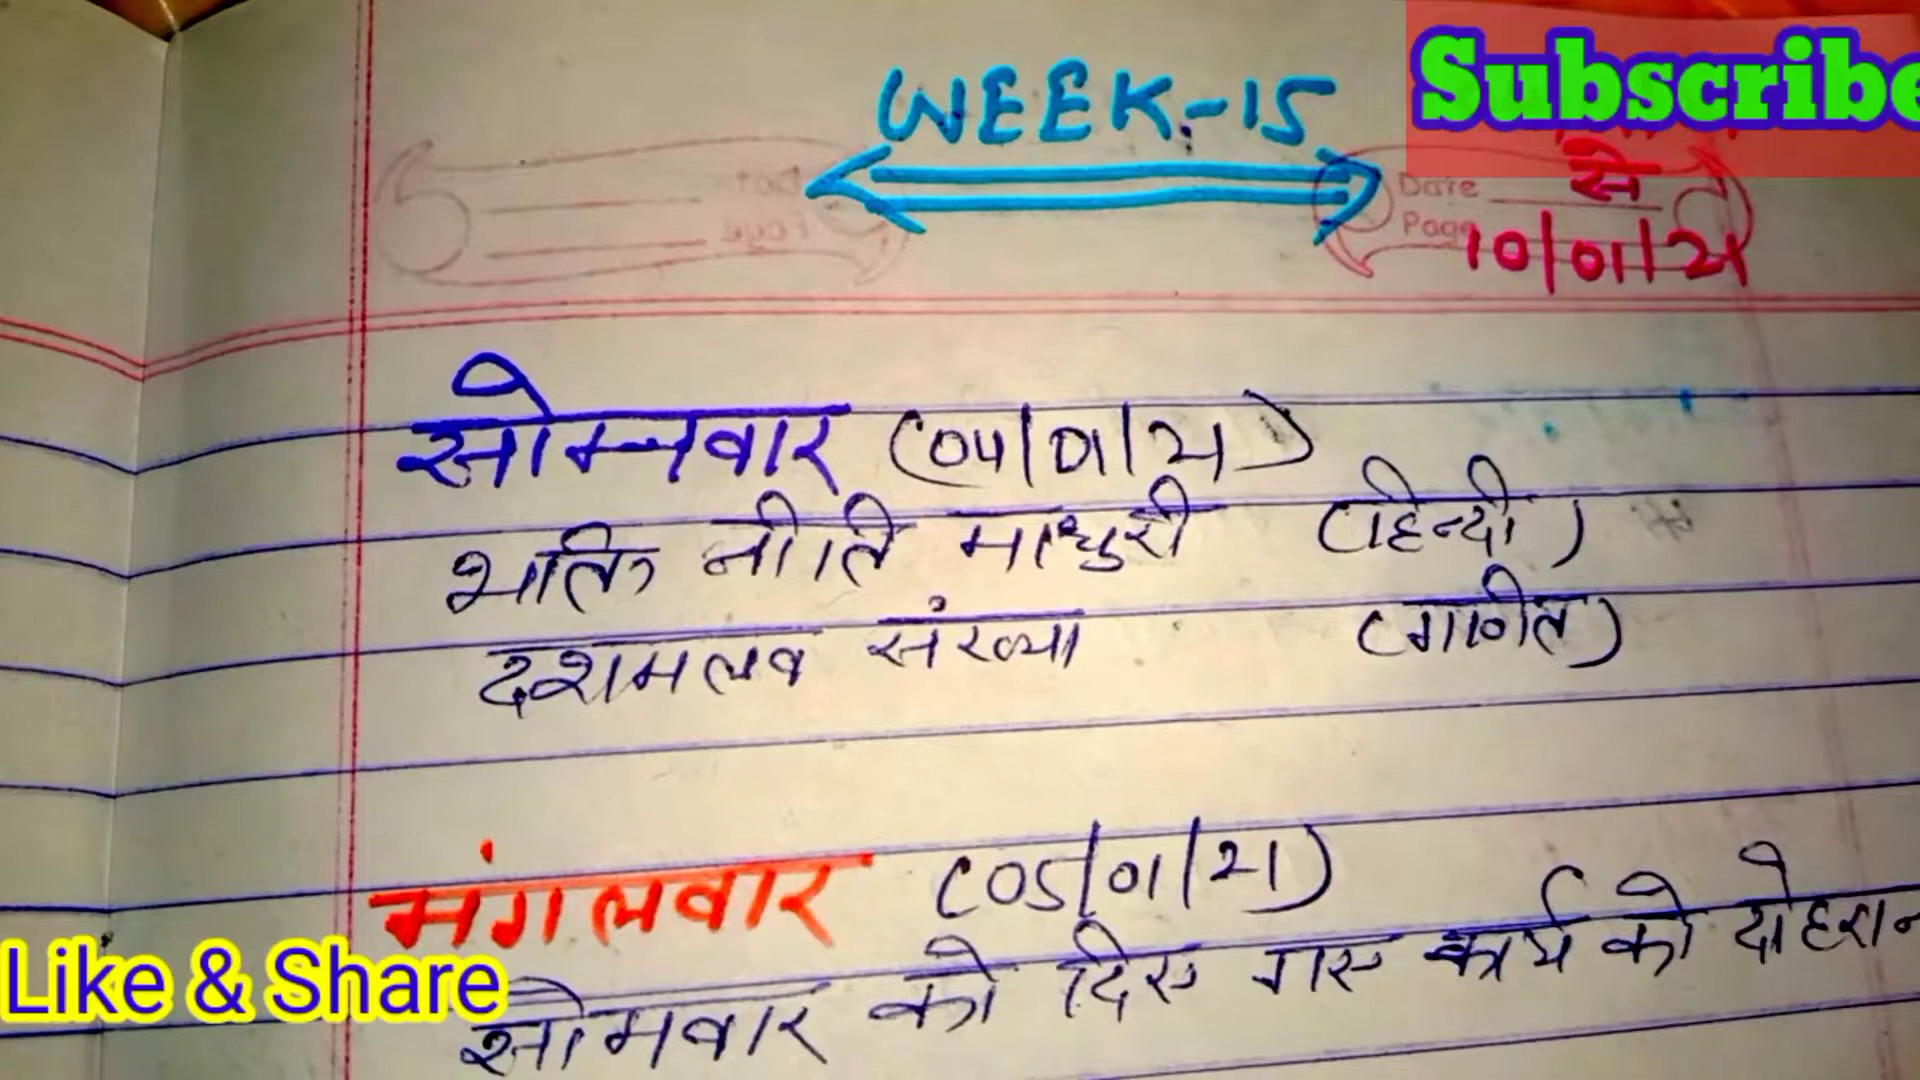 Subscribe
WEEK-15
Date
से
Page
10/01/21
सोमवार (04/01/21)
भक्ति नीति माधुरी (हिन्दी)
दशमलव संख्या (गणित)
मंगलवार (05/01/21)
सोमवार को दिए गए कार्य को दोहरान
Like & Share